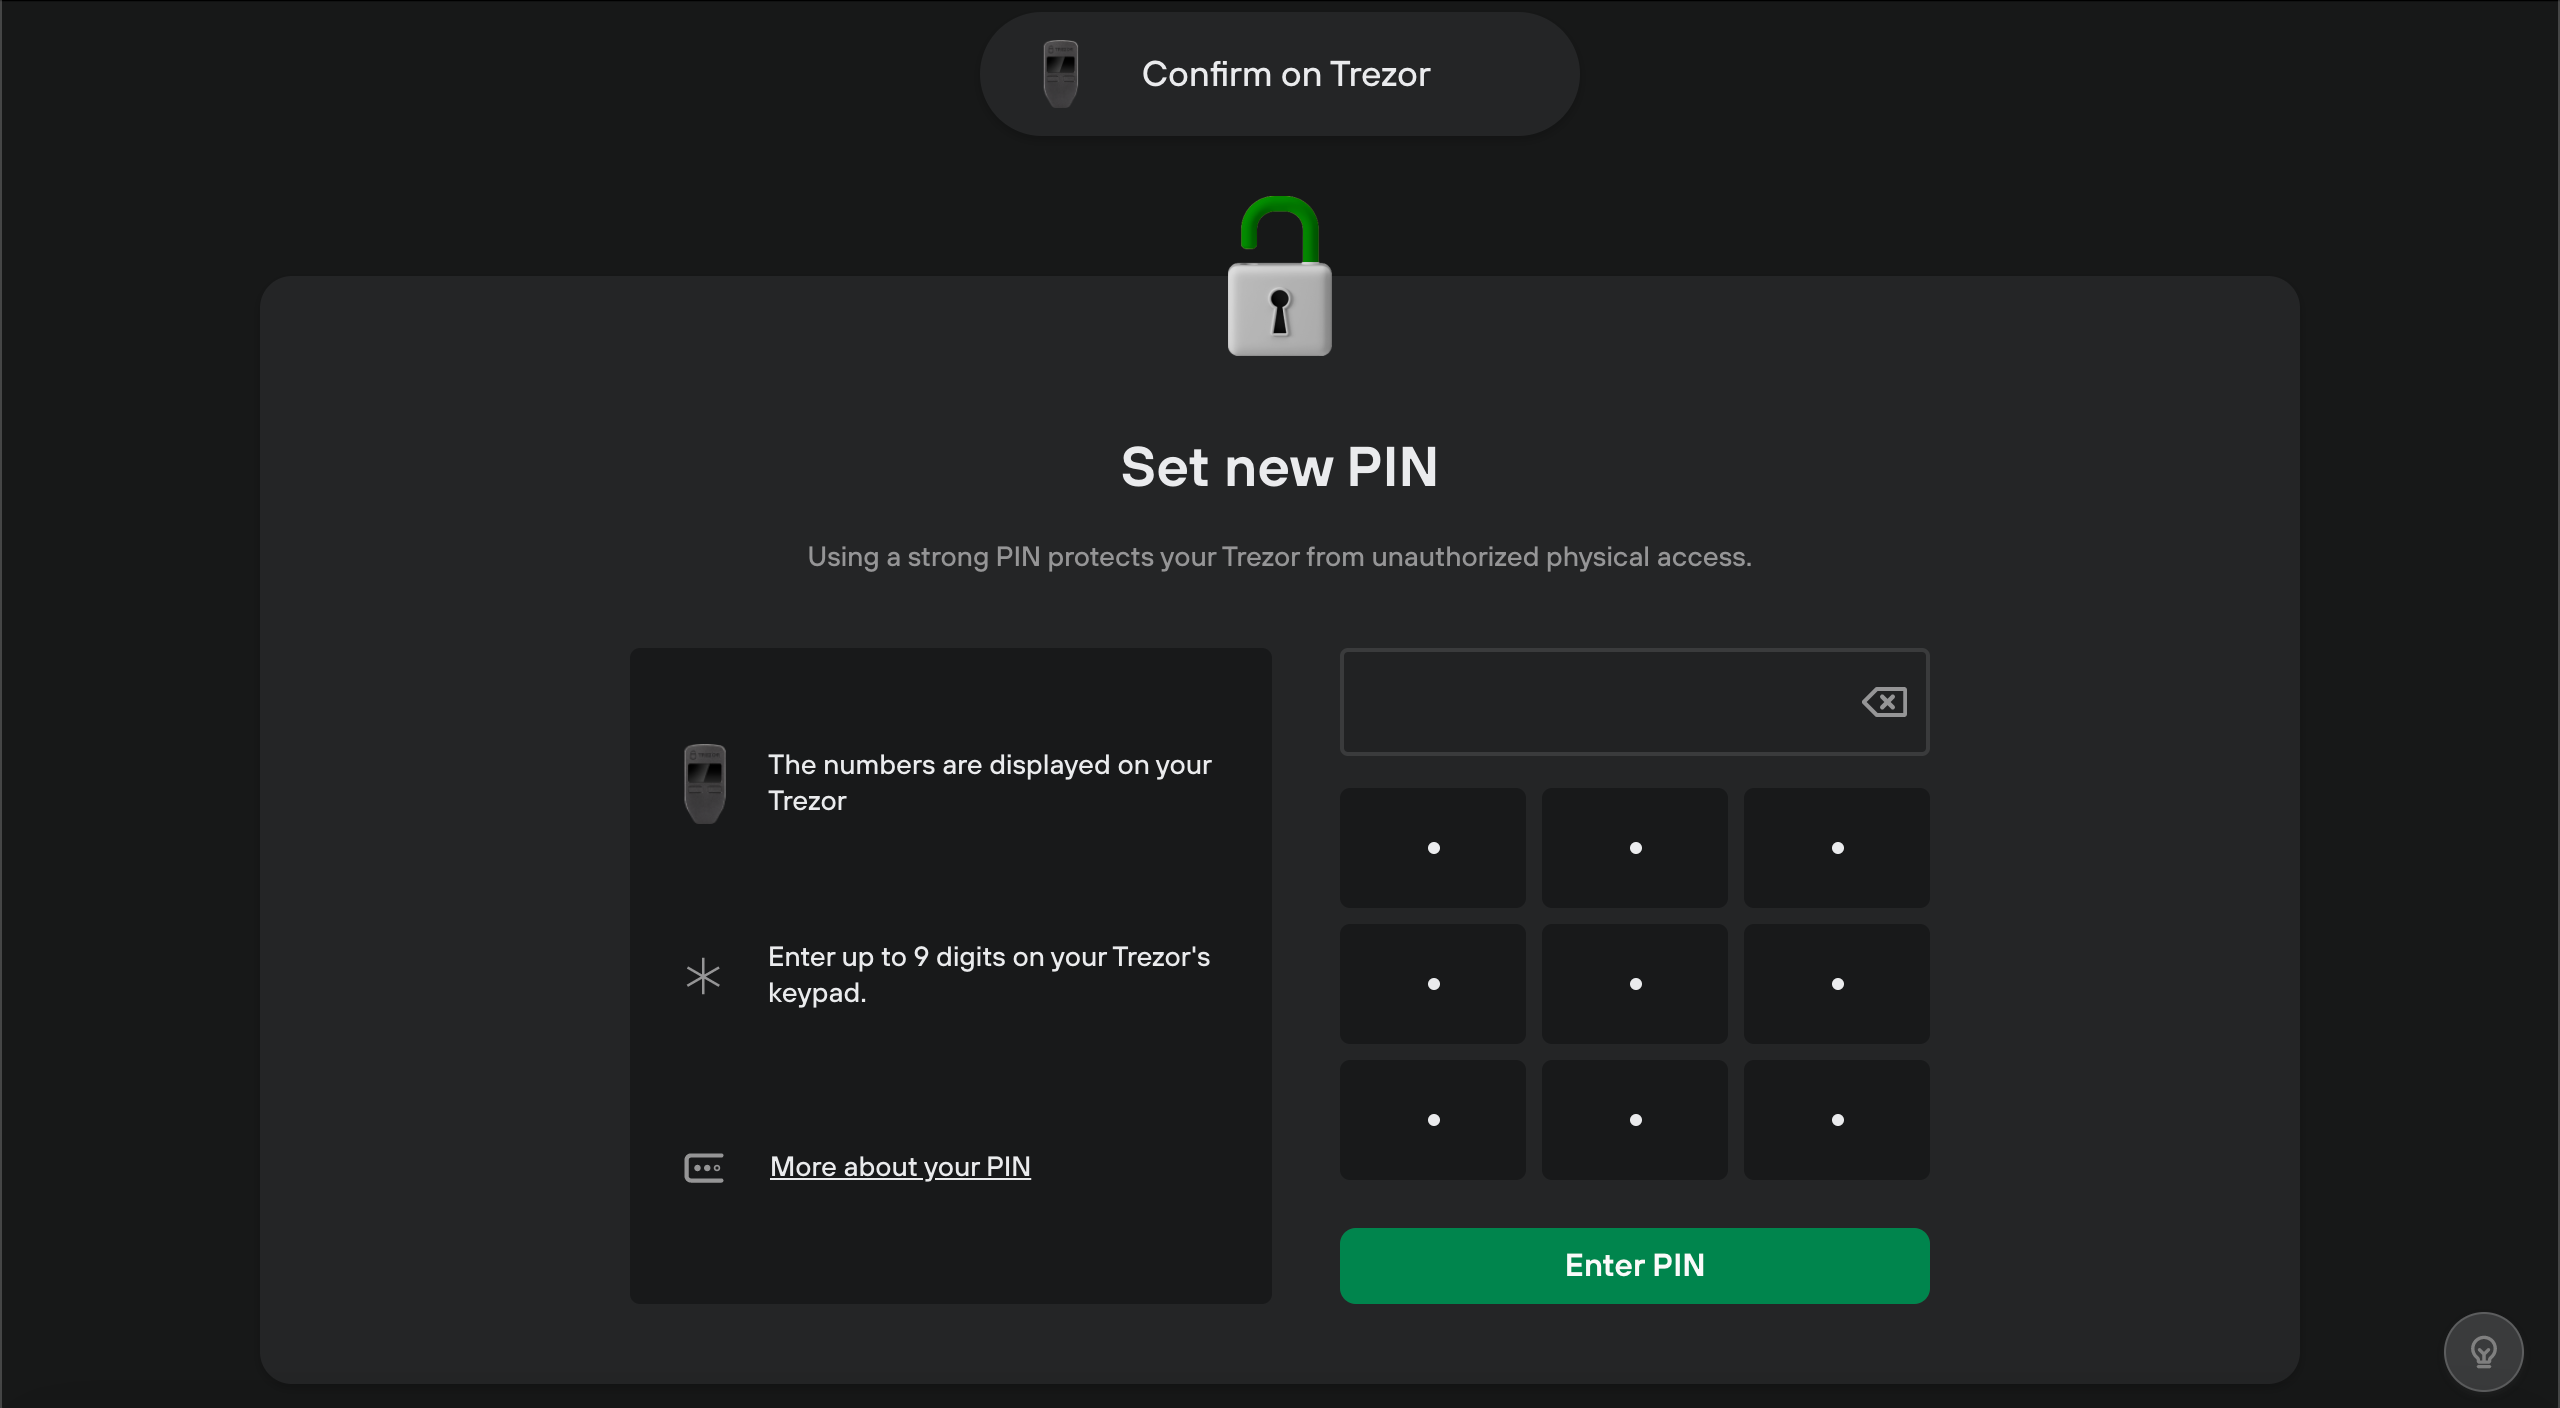 Confirm on Trezor
Set new PIN
Using a strong PIN protects your Trezor from unauthorized physical access.
The numbers are displayed on your
Trezor
Enter up to 9 digits on your Trezor's
keypad.
More about your PIN
Enter PIN